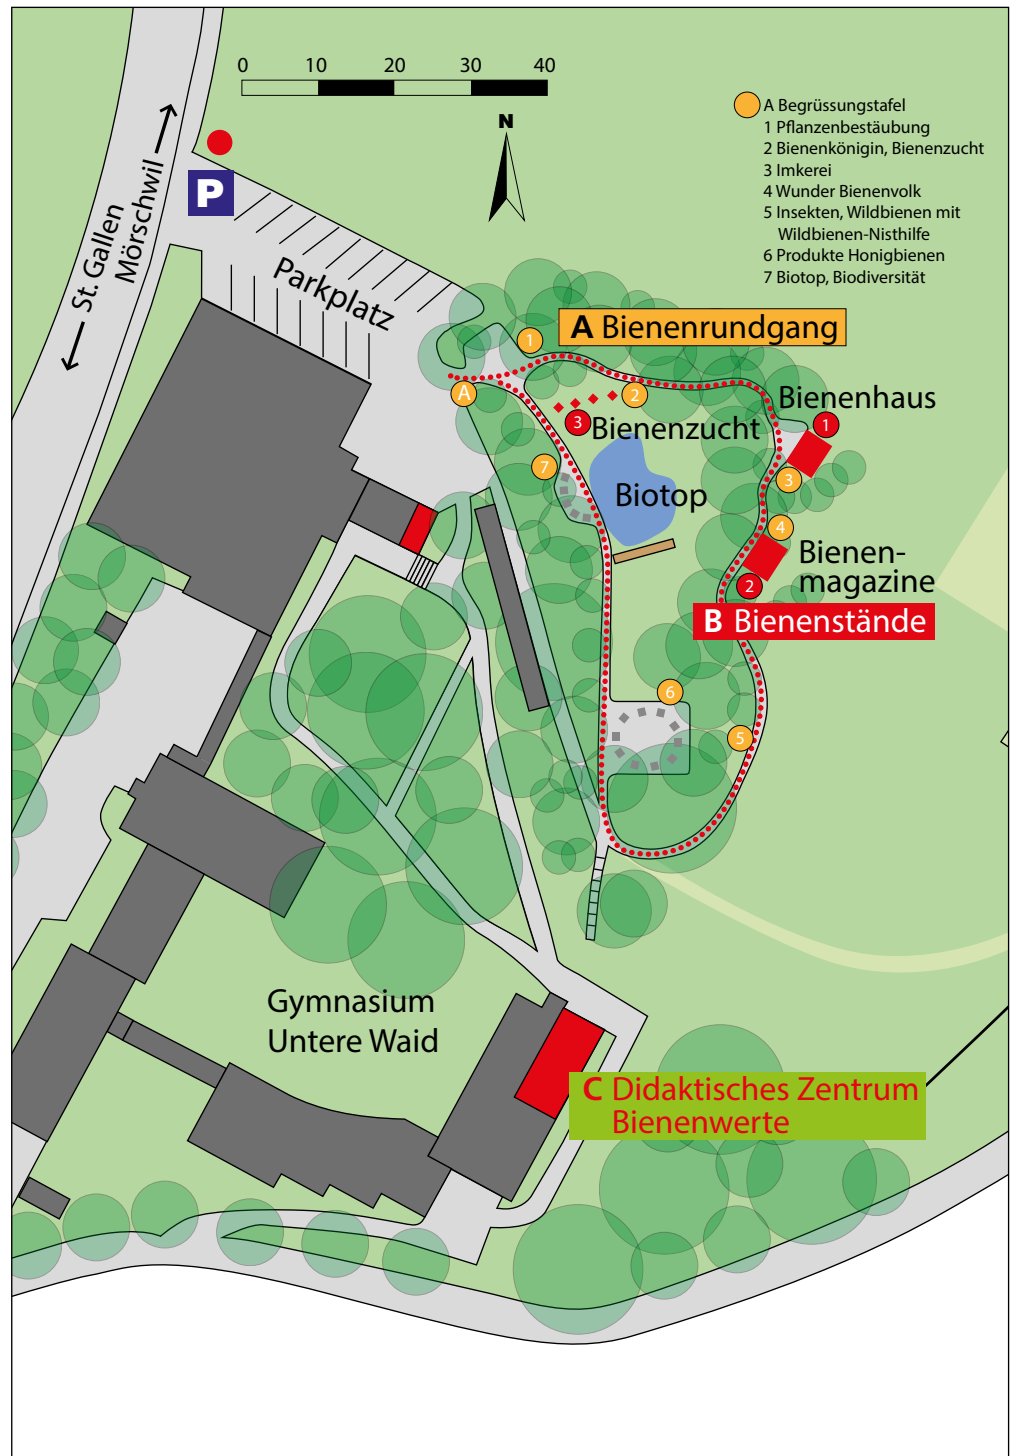 0 10 20 30 40
N
A Begrüssungstafel
1 Pflanzenbestäubung
2 Bienenkönigin, Bienenzucht
3 Imkerei
4 Wunder Bienenvolk
5 Insekten, Wildbienen mit
Wildbienen-Nisthilfe
6 Produkte Honigbienen
7 Biotop, Biodiversität
P
St. Gallen
Mörschwil
Parkplatz
A Bienenrundgang
1
A
2
Bienenhaus
1
3
Bienenzucht
7
3
Biotop
4
Bienen-
magazine
2
B Bienenstände
6
5
Gymnasium
Untere Waid
C Didaktisches Zentrum
Bienenwerte